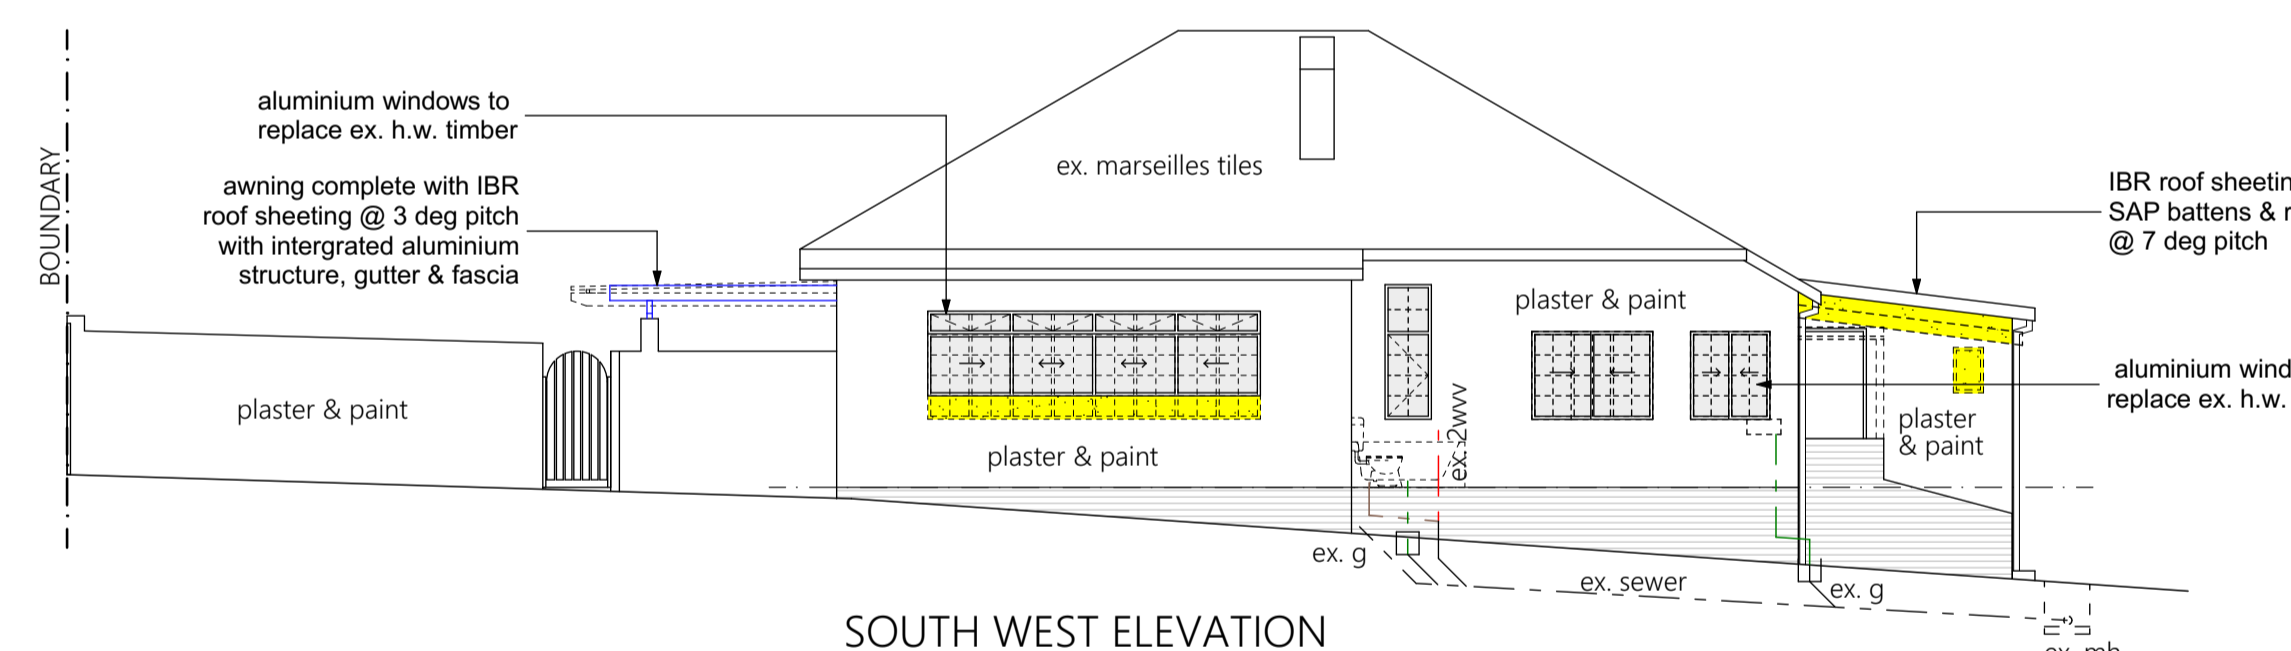 BOUNDARY
aluminium windows to
replace ex. h.w. timber
awning complete with IBR
roof sheeting @ 3 deg pitch
with intergrated aluminium
structure, gutter & fascia
ex. marseilles tiles
plaster & paint
IBR roof sheetin
SAP battens & r
@ 7 deg pitch
aluminium wind
replace ex. h.w.
plaster
& paint
plaster & paint
plaster & paint
ex. 2wvv
ex. g
ex. sewer
ex. g
ex. mh
SOUTH WEST ELEVATION